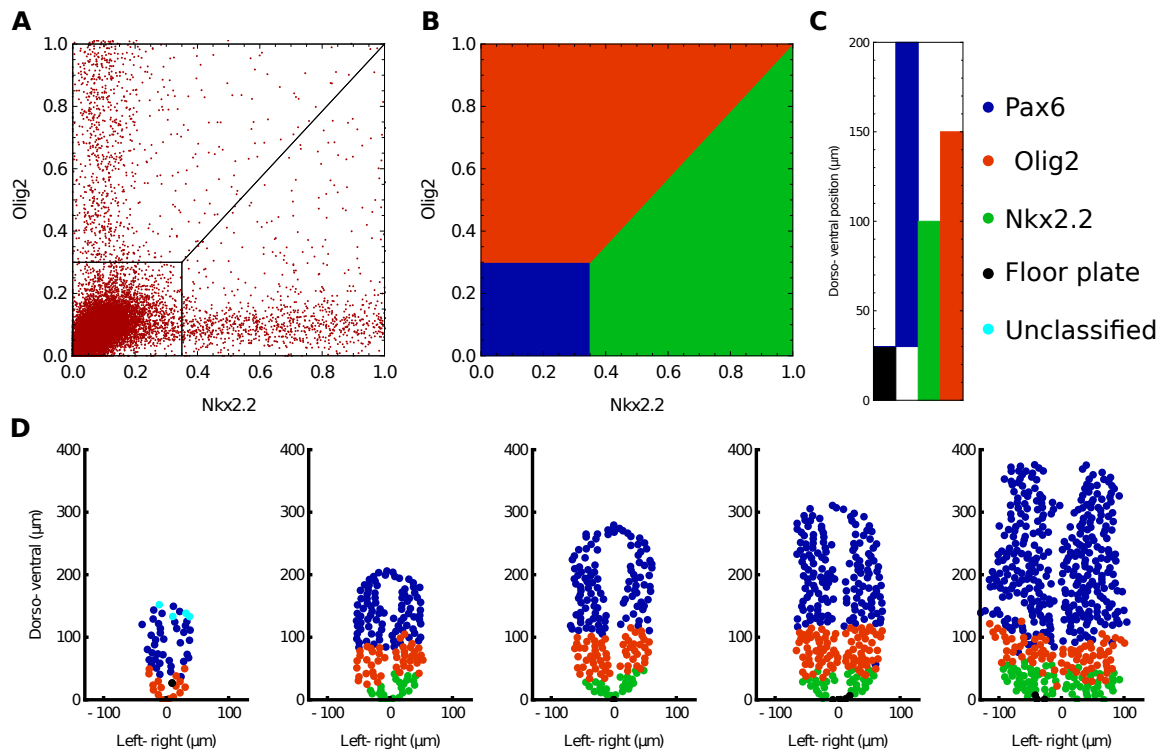 A
1.0
0.8
0.6
0.4
0.2
0.0
Olig2
0.0 0.2 0.4 0.6 0.8 1.0
Nkx2.2
B
1.0
0.8
0.6
0.4
0.2
0.0
Olig2
0.0 0.2 0.4 0.6 0.8 1.0
Nkx2.2
C
200
150
100
50
0
Dorso- ventral position (µm)
Pax6
Olig2
Nkx2.2
Floor plate
Unclassified
D
400
300
200
100
0
Dorso- ventral (µm)
- 100 0 100
Left- right (µm)
400
300
200
100
0
- 100 0 100
Left- right (µm)
400
300
200
100
0
- 100 0 100
Left- right (µm)
400
300
200
100
0
- 100 0 100
Left- right (µm)
400
300
200
100
0
- 100 0 100
Left- right (µm)